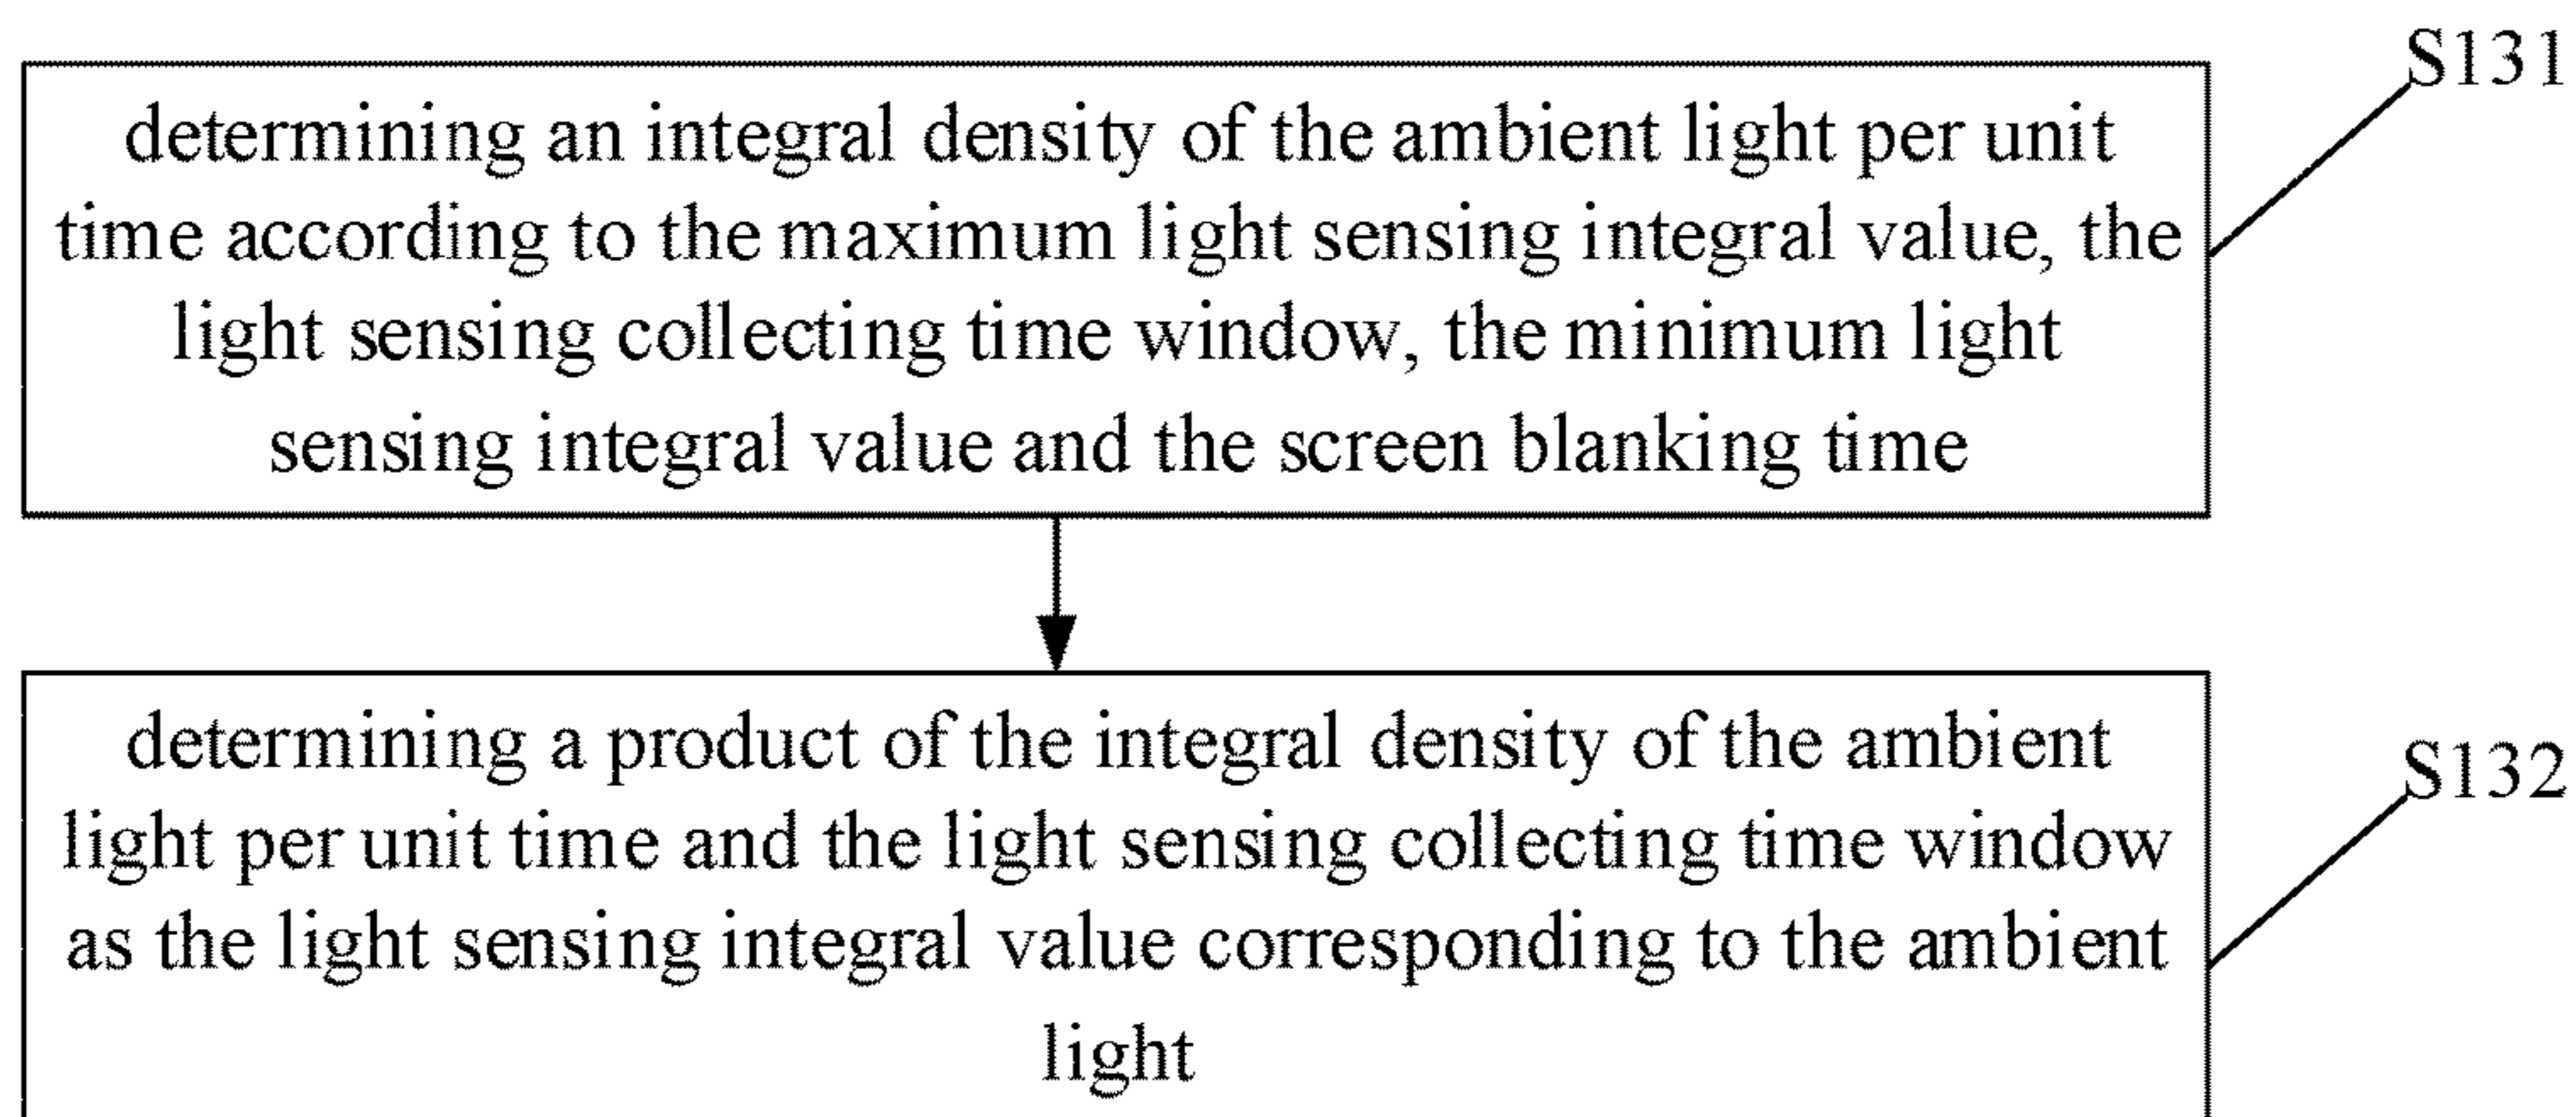 S131
determining an integral density of the ambient light per unit
time according to the maximum light sensing integral value, the
light sensing collecting time window, the minimum light
sensing integral value and the screen blanking time
S132
determining a product of the integral density of the ambient
light per unit time and the light sensing collecting time window
as the light sensing integral value corresponding to the ambient
light